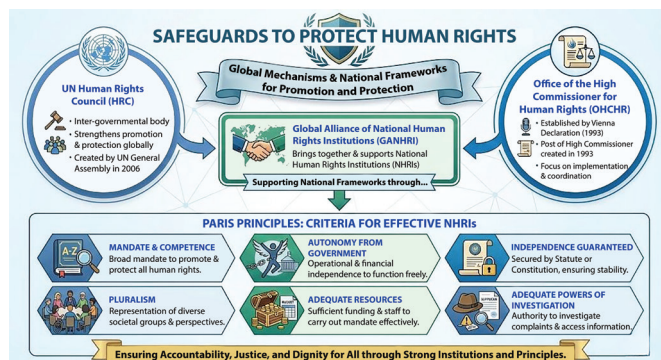 SAFEGUARDS TO PROTECT HUMAN RIGHTS
Global Mechanisms & National Frameworks
for Promotion and Protection
UN Human Rights
Council (HRC)
• Inter-governmental body
• Strengthens promotion
& protection globally
• Created by UN General
Assembly in 2006
Global Alliance of National Human
Rights Institutions (GANHRI)
Brings together & supports National
Human Rights Institutions (NHRIs)
Supporting National Frameworks through...
Office of the High
Commissioner for
Human Rights (OHCHR)
• Established by Vienna
Declaration (1993)
• Post of High Commissioner
created in 1993
• Focus on implementation
& coordination
PARIS PRINCIPLES: CRITERIA FOR EFFECTIVE NHRIs
A-Z
MANDATE & COMPETENCE
Broad mandate to promote &
protect all human rights.
AUTONOMY FROM
GOVERNMENT
Operational & financial
independence to function freely.
INDEPENDENCE GUARANTEED
Secured by Statute or
Constitution, ensuring stability.
PLURALISM
Representation of diverse
societal groups & perspectives.
ADEQUATE RESOURCES
Sufficient funding & staff to
carry out mandate effectively.
ADEQUATE POWERS OF
INVESTIGATION
Authority to investigate
complaints & access information.
Ensuring Accountability, Justice, and Dignity for All through Strong Institutions and Principles.